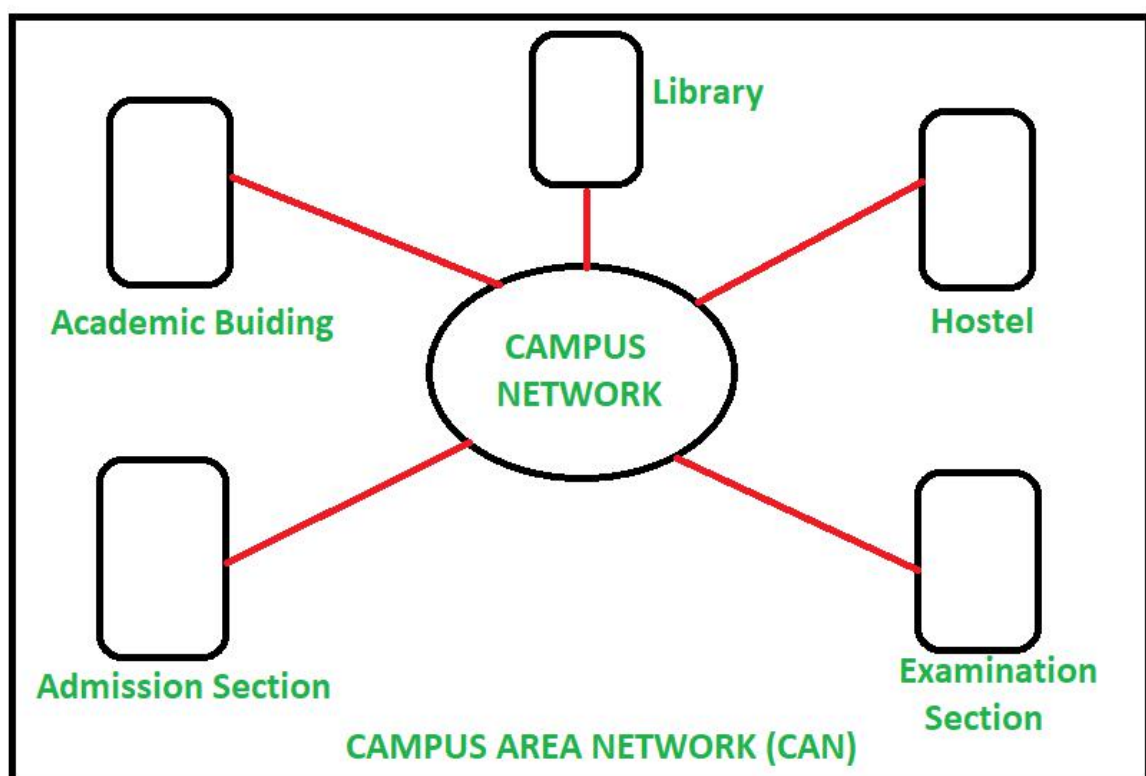 Library
Academic Buiding
Hostel
CAMPUS
NETWORK
Admission Section
Examination
Section
CAMPUS AREA NETWORK (CAN)